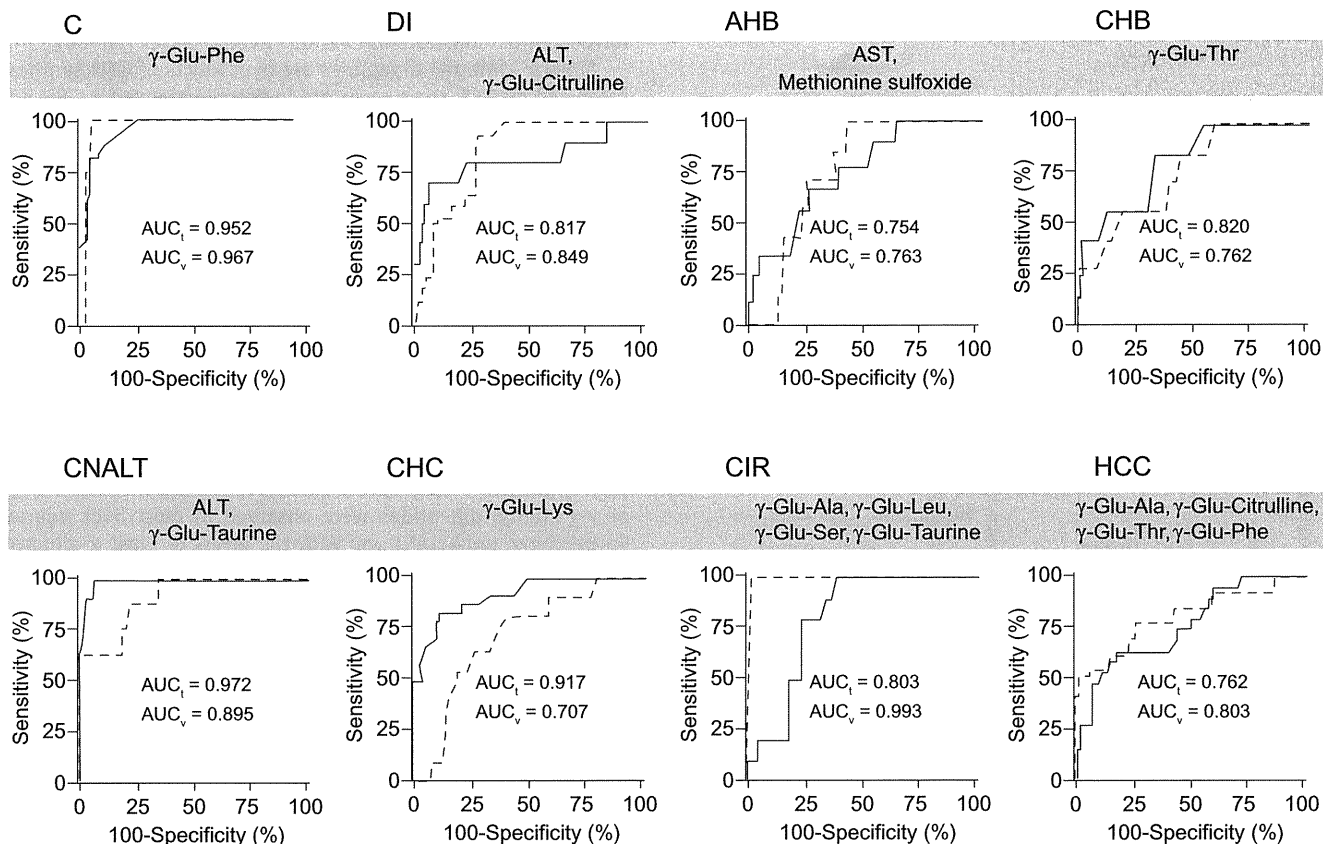 C
γ-Glu-Phe
100
75
50
25
0
Sensitivity (%)
AUCt = 0.952
AUCv = 0.967
0 25 50 75 100
100-Specificity (%)
DI
ALT,
γ-Glu-Citrulline
100
75
50
25
0
Sensitivity (%)
AUCt = 0.817
AUCv = 0.849
0 25 50 75 100
100-Specificity (%)
AHB
AST,
Methionine sulfoxide
100
75
50
25
0
Sensitivity (%)
AUCt = 0.754
AUCv = 0.763
0 25 50 75 100
100-Specificity (%)
CHB
γ-Glu-Thr
100
75
50
25
0
Sensitivity (%)
AUCt = 0.820
AUCv = 0.762
0 25 50 75 100
100-Specificity (%)
CNALT
ALT,
γ-Glu-Taurine
100
75
50
25
0
Sensitivity (%)
AUCt = 0.972
AUCv = 0.895
0 25 50 75 100
100-Specificity (%)
CHC
γ-Glu-Lys
100
75
50
25
0
Sensitivity (%)
AUCt = 0.917
AUCv = 0.707
0 25 50 75 100
100-Specificity (%)
CIR
γ-Glu-Ala, γ-Glu-Leu,
γ-Glu-Ser, γ-Glu-Taurine
100
75
50
25
0
Sensitivity (%)
AUCt = 0.803
AUCv = 0.993
0 25 50 75 100
100-Specificity (%)
HCC
γ-Glu-Ala, γ-Glu-Citrulline,
γ-Glu-Thr, γ-Glu-Phe
100
75
50
25
0
Sensitivity (%)
AUCt = 0.762
AUCv = 0.803
0 25 50 75 100
100-Specificity (%)